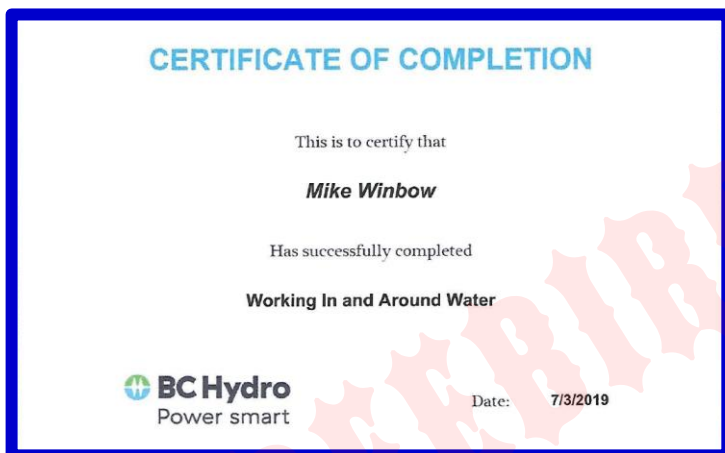 CERTIFICATE OF COMPLETION
This is to certify that
Mike Winbow
Has successfully completed
Working In and Around Water
BC Hydro
Power smart
Date: 7/3/2019